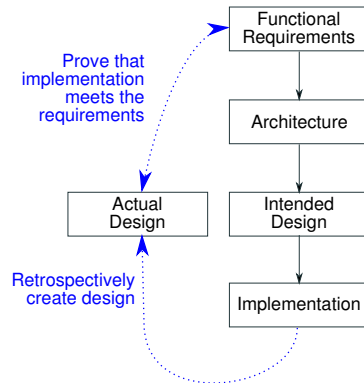 Functional
Requirements
Prove that
implementation
meets the
requirements
Architecture
Actual
Design
Intended
Design
Retrospectively
create design
Implementation